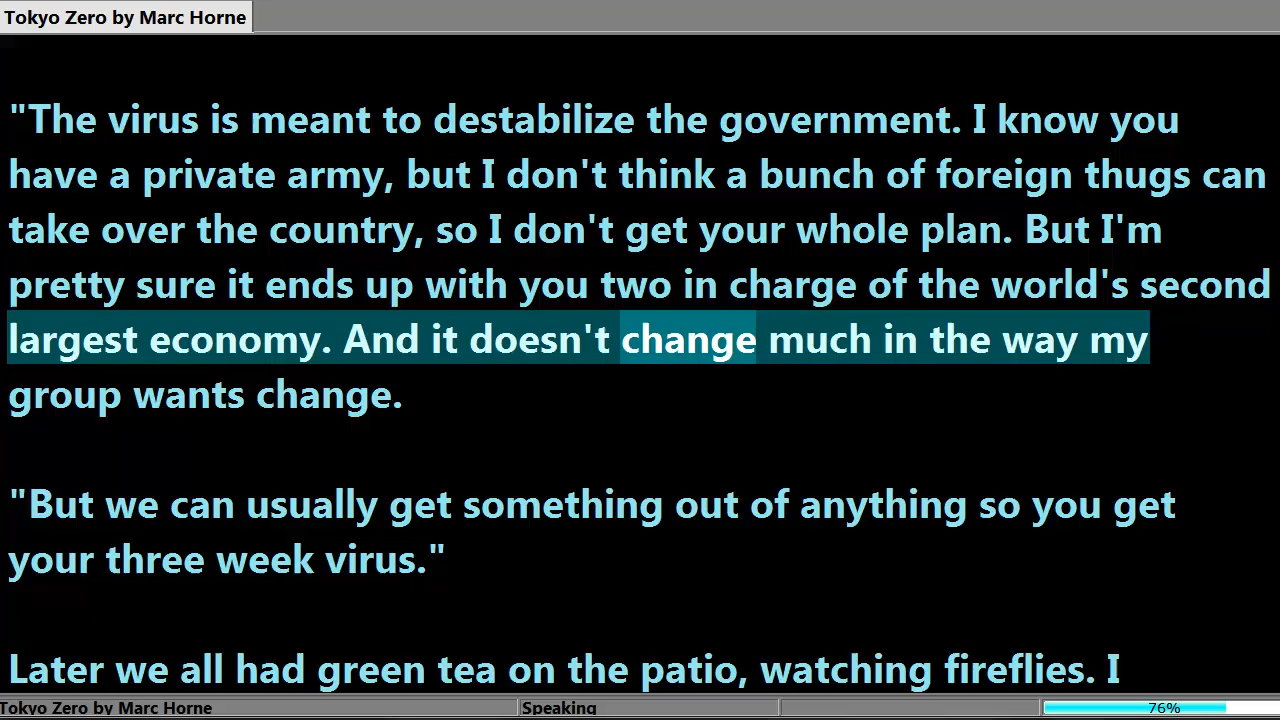 Tokyo Zero by Marc Horne
"The virus is meant to destabilize the government. I know you
have a private army, but I don't think a bunch of foreign thugs can
take over the country, so I don't get your whole plan. But I'm
pretty sure it ends up with you two in charge of the world's second
largest economy. And it doesn't change much in the way my
group wants change.
"But we can usually get something out of anything so you get
your three week virus."
Later we all had green tea on the patio, watching fireflies. I
Tokyo Zero by Marc Horne
Speaking
76%